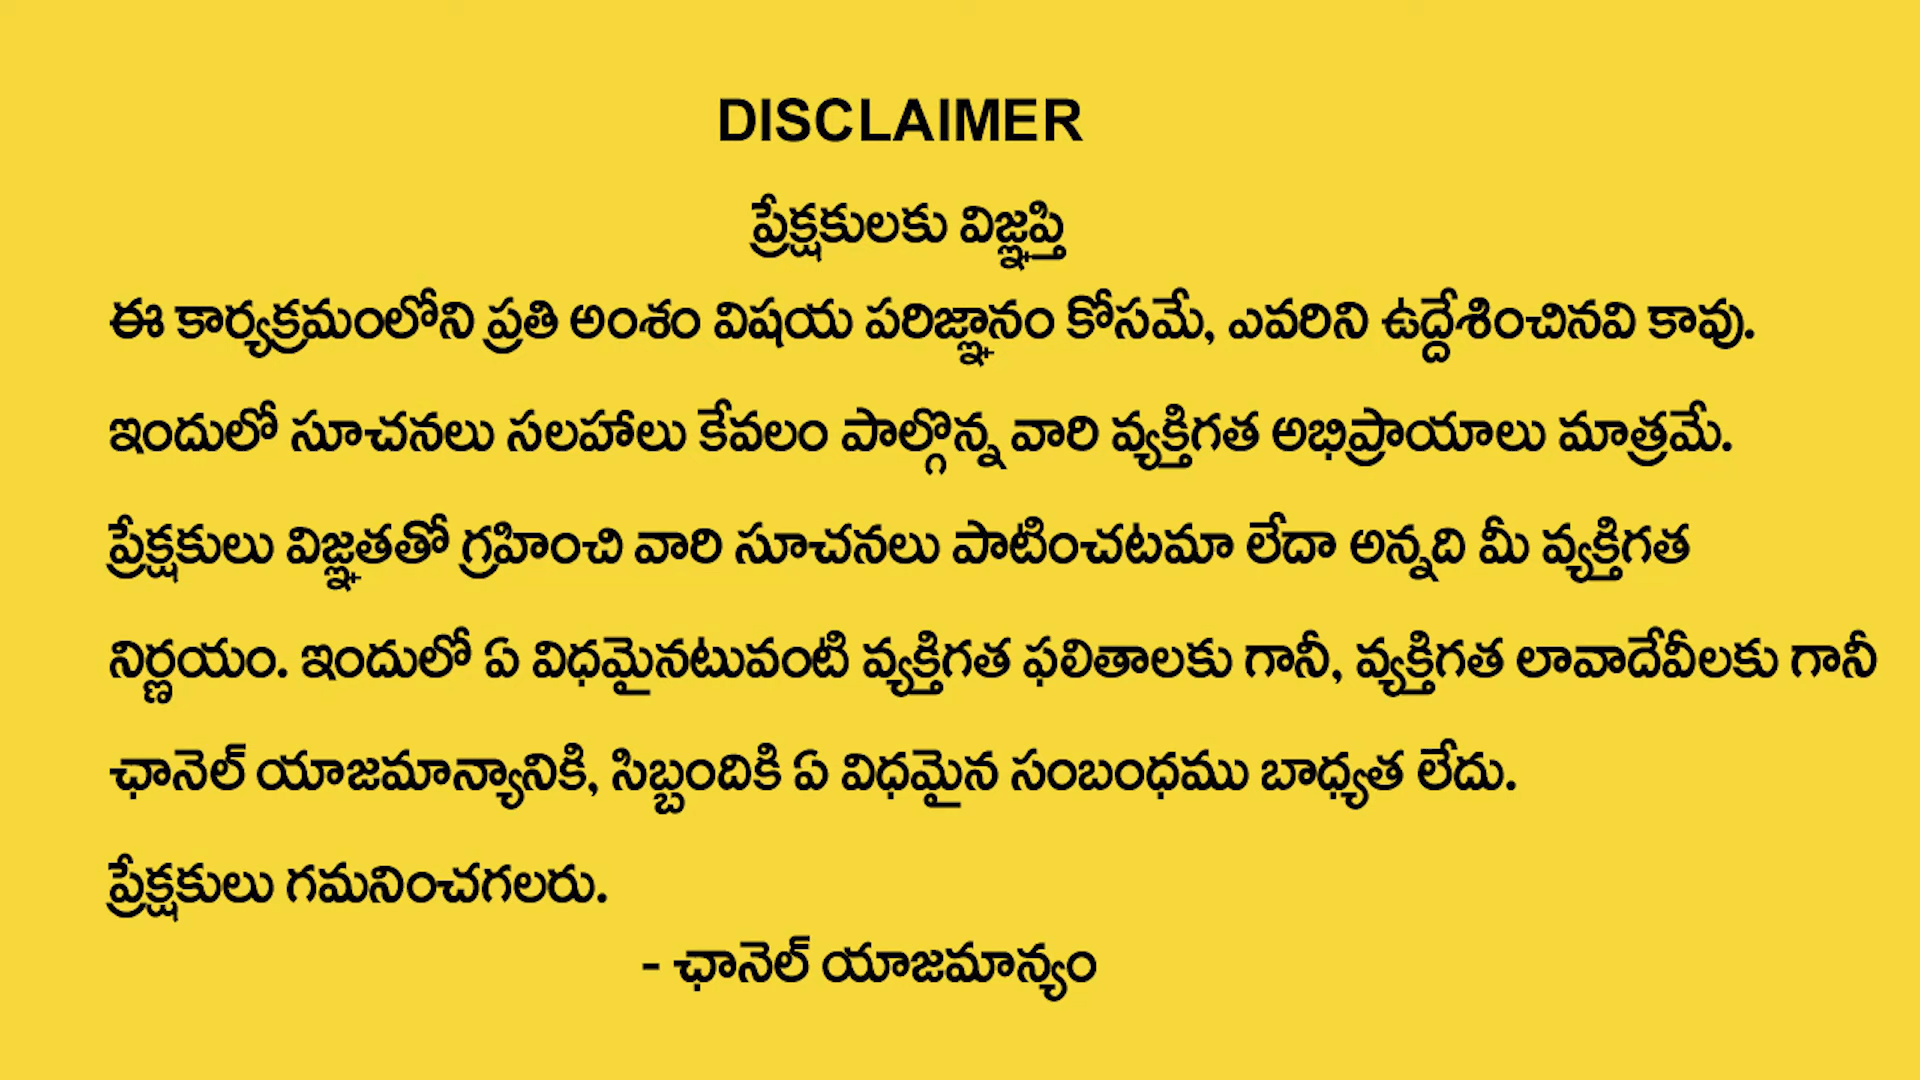 DISCLAIMER
ప్రేక్షకులకు విజ్ఞప్తి
ఈ కార్యక్రమంలోని ప్రతి అంశం విషయ పరిజ్ఞానం కోసమే, ఎవరిని ఉద్దేశించినవి కావు.
ఇందులో సూచనలు సలహాలు కేవలం పాల్గొన్న వారి వ్యక్తిగత అభిప్రాయాలు మాత్రమే.
ప్రేక్షకులు విజ్ఞతతో గ్రహించి వారి సూచనలు పాటించటమా లేదా అన్నది మీ వ్యక్తిగత
నిర్ణయం. ఇందులో ఏ విధమైనటువంటి వ్యక్తిగత ఫలితాలకు గానీ, వ్యక్తిగత లావాదేవీలకు గానీ
ఛానెల్ యాజమాన్యానికి, సిబ్బందికి ఏ విధమైన సంబంధము బాధ్యత లేదు.
ప్రేక్షకులు గమనించగలరు.
- ఛానెల్ యాజమాన్యం